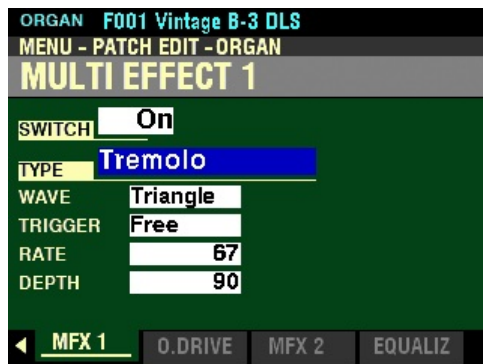 ORGAN F001 Vintage B-3 DLS
MENU - PATCH EDIT - ORGAN
MULTI EFFECT 1
SWITCH On
TYPE Tremolo
WAVE Triangle
TRIGGER Free
RATE 67
DEPTH 90
MFX 1 O.DRIVE MFX 2 EQUALIZ